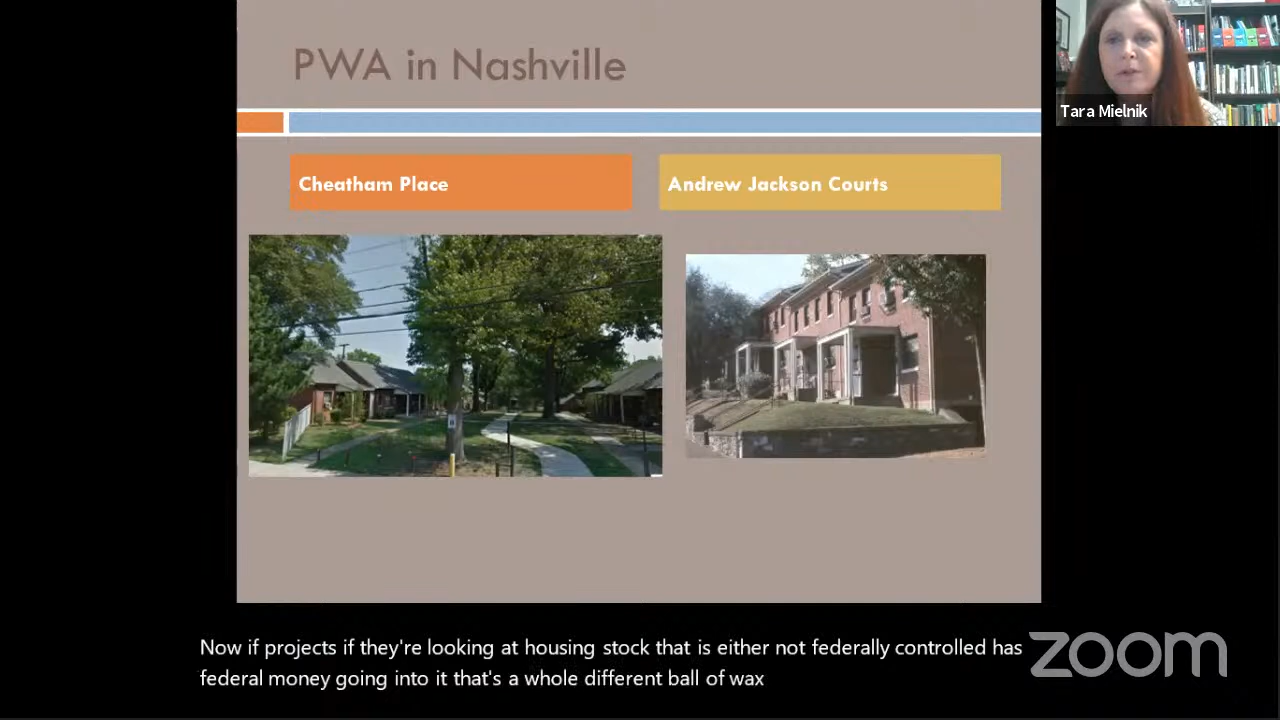 PWA in Nashville
Tara Mielnik
Cheatham Place
Andrew Jackson Courts
Now if projects if they're looking at housing stock that is either not federally controlled has
federal money going into it that's a whole different ball of wax
zoom